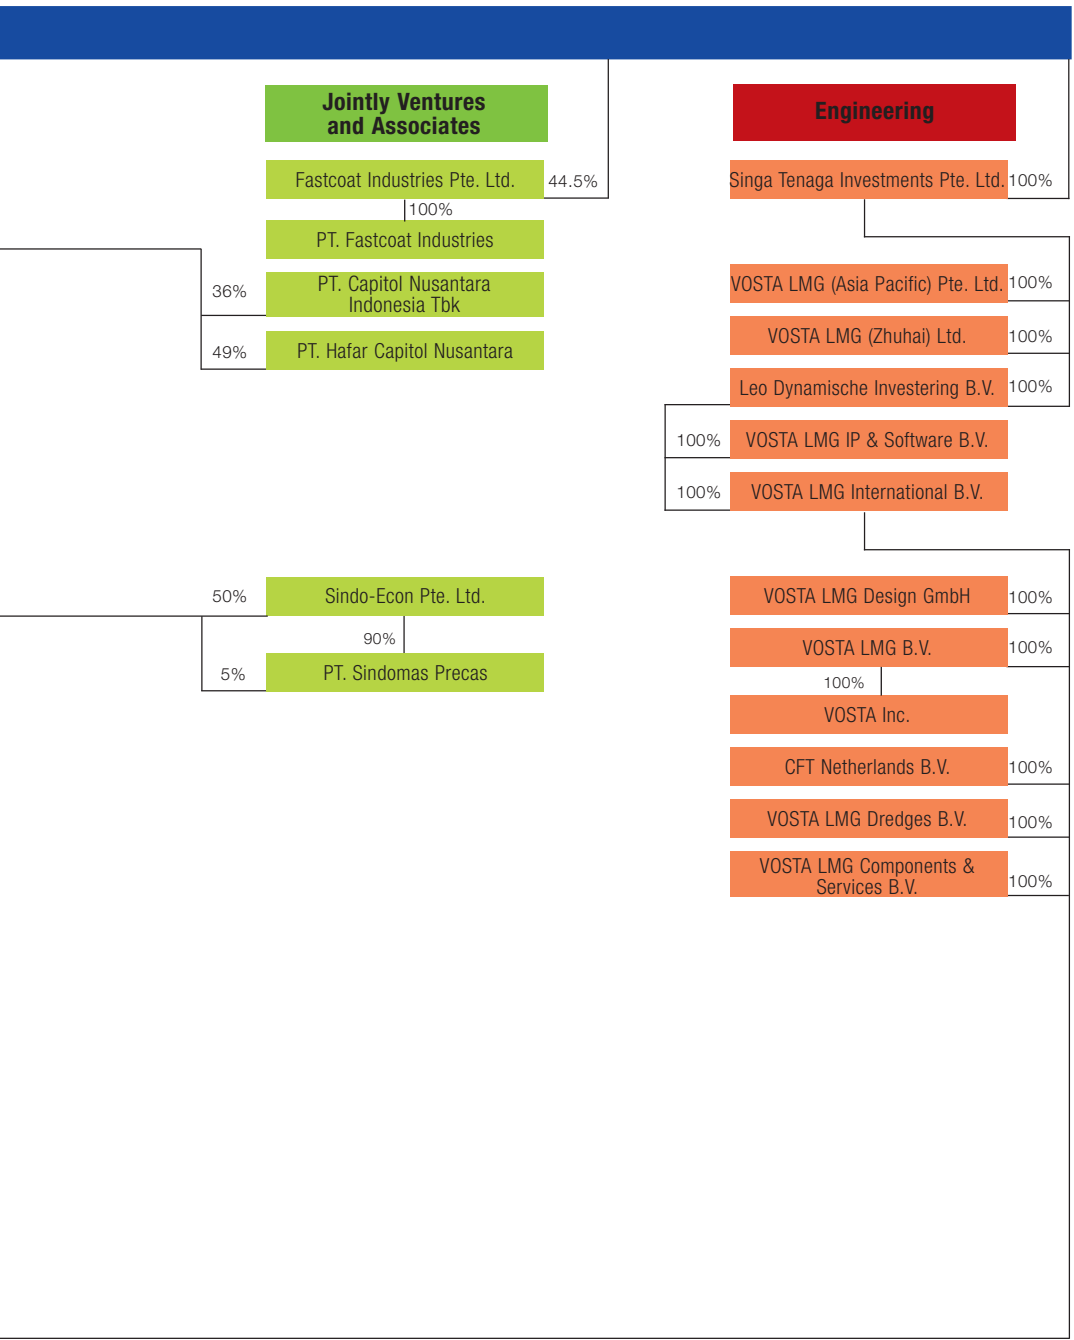 Jointly Ventures
and Associates
Fastcoat Industries Pte. Ltd.
44.5%
100%
PT. Fastcoat Industries
36%
PT. Capitol Nusantara
Indonesia Tbk
49%
PT. Hafar Capitol Nusantara
50%
Sindo-Econ Pte. Ltd.
90%
5%
PT. Sindomas Precas
Engineering
Singa Tenaga Investments Pte. Ltd.
100%
VOSTA LMG (Asia Pacific) Pte. Ltd.
100%
VOSTA LMG (Zhuhai) Ltd.
100%
Leo Dynamische Investering B.V.
100%
100%
VOSTA LMG IP & Software B.V.
100%
VOSTA LMG International B.V.
VOSTA LMG Design GmbH
100%
VOSTA LMG B.V.
100%
100%
VOSTA Inc.
CFT Netherlands B.V.
100%
VOSTA LMG Dredges B.V.
100%
VOSTA LMG Components &
Services B.V.
100%